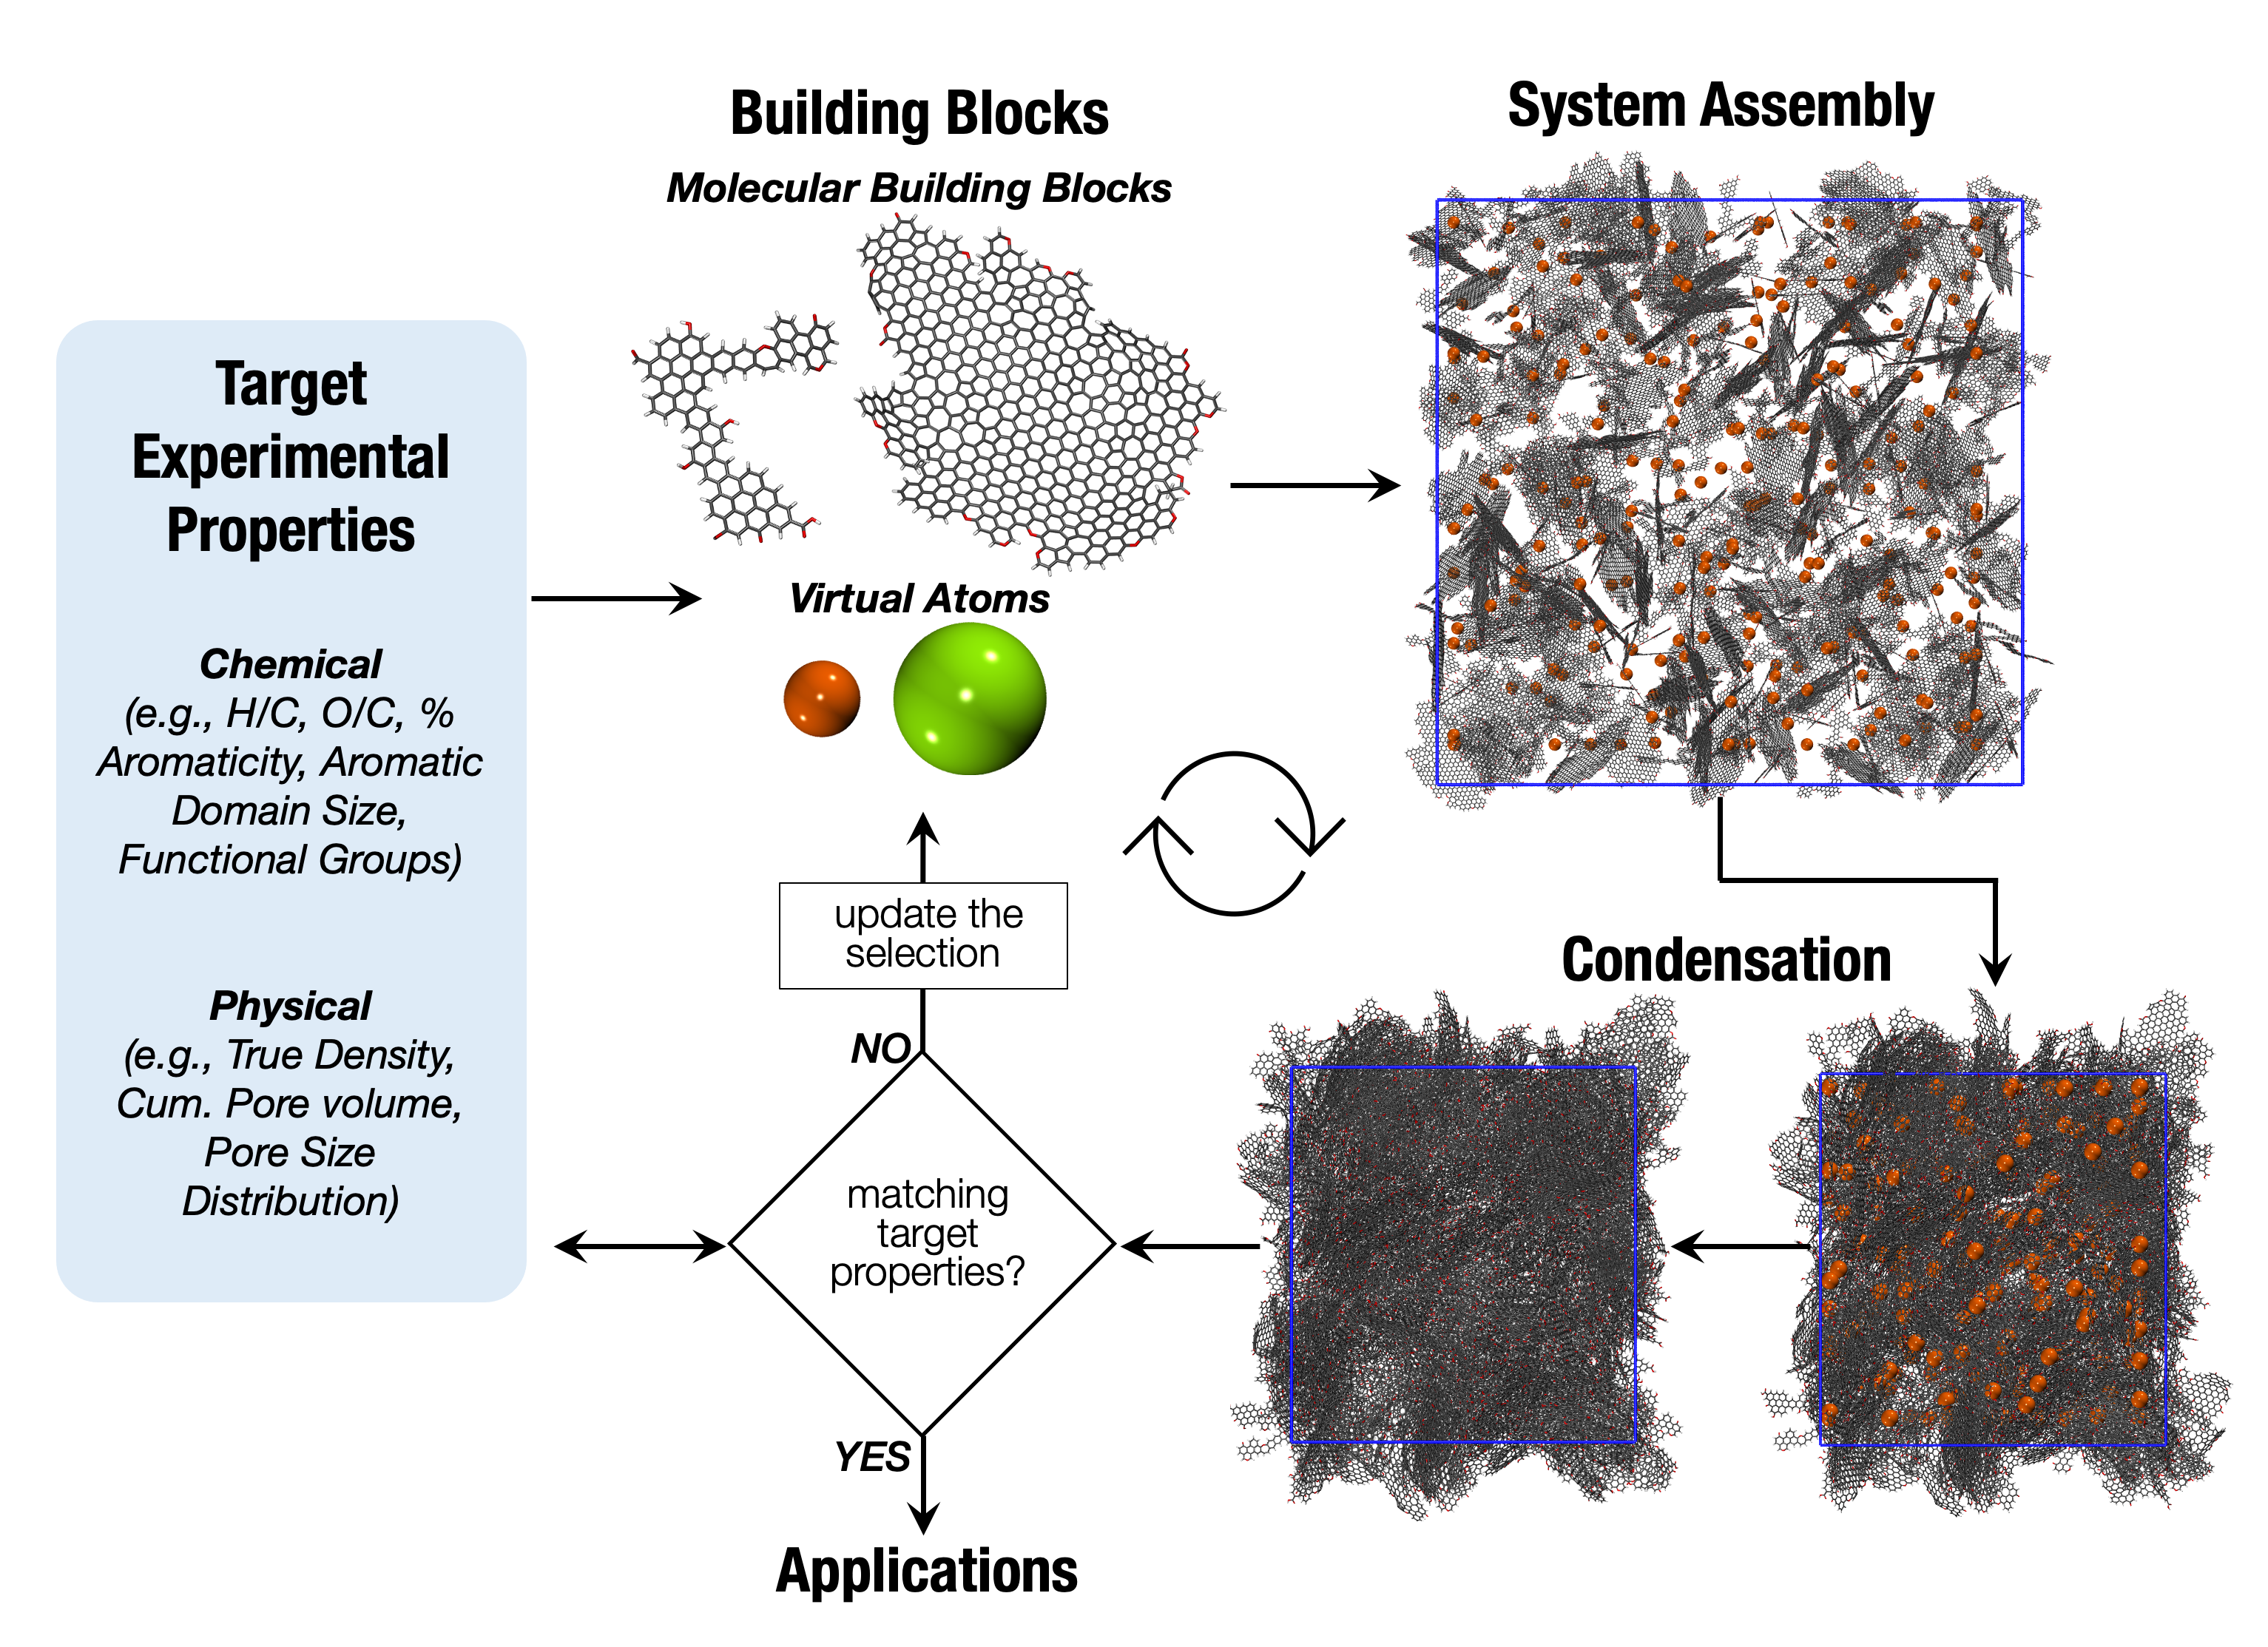 Building Blocks
Molecular Building Blocks
System Assembly
Target
Experimental
Properties
Chemical
(e.g., H/C, O/C, %
Aromaticity, Aromatic
Domain Size,
Functional Groups)
Physical
(e.g., True Density,
Cum. Pore volume,
Pore Size
Distribution)
Virtual Atoms
update the
selection
NO
matching
target
properties?
YES
Applications
Condensation